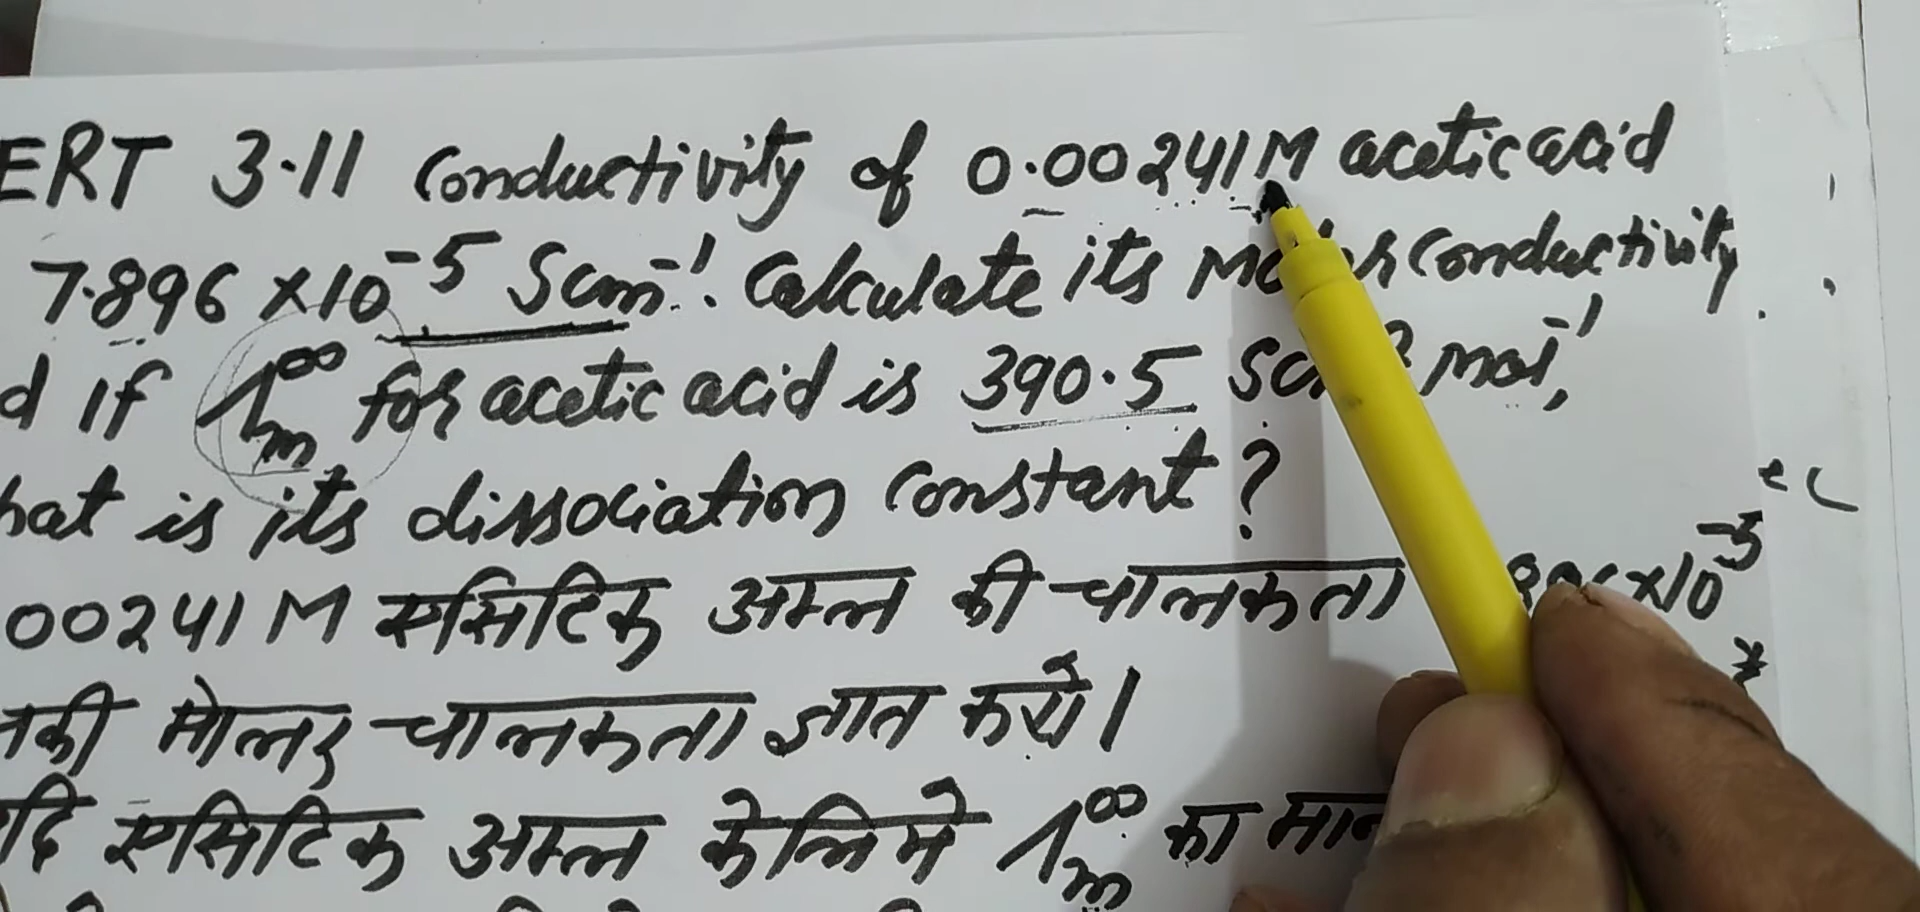 ERT 3.11 Conductivity of 0.00241M acetic acid
7.896 ×10⁻⁵ Scm⁻¹. Calculate its conductivity.
d if Λ∞m for acetic acid is 390.5 mol⁻¹,
hat is its dissociation constant?
00241 M एसिटिक अम्ल की चालकता ×10⁻⁵
मोलर चालकता ज्ञात करो।
एसिटिक अम्ल के लिये Λ∞m का